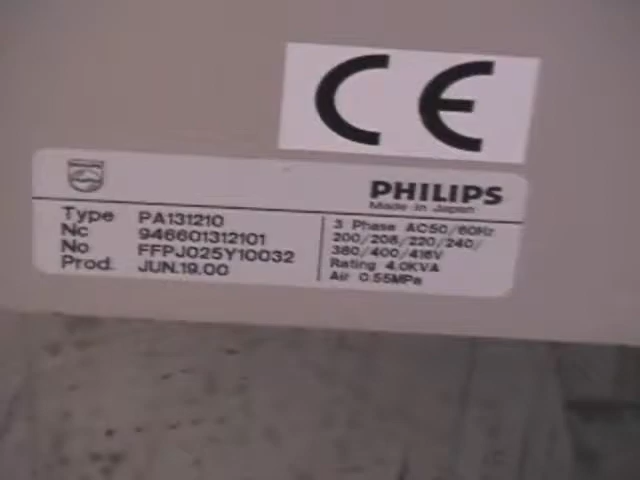 CE
PHILIPS
Made in Japan
Type PA131210
Nc 946601312101
No FFPJ025Y10032
Prod. JUN.19.00
3 Phase AC50/60Hz
200/208/220/240/
380/400/416V
Rating 4.0KVA
Air 0.55MPa